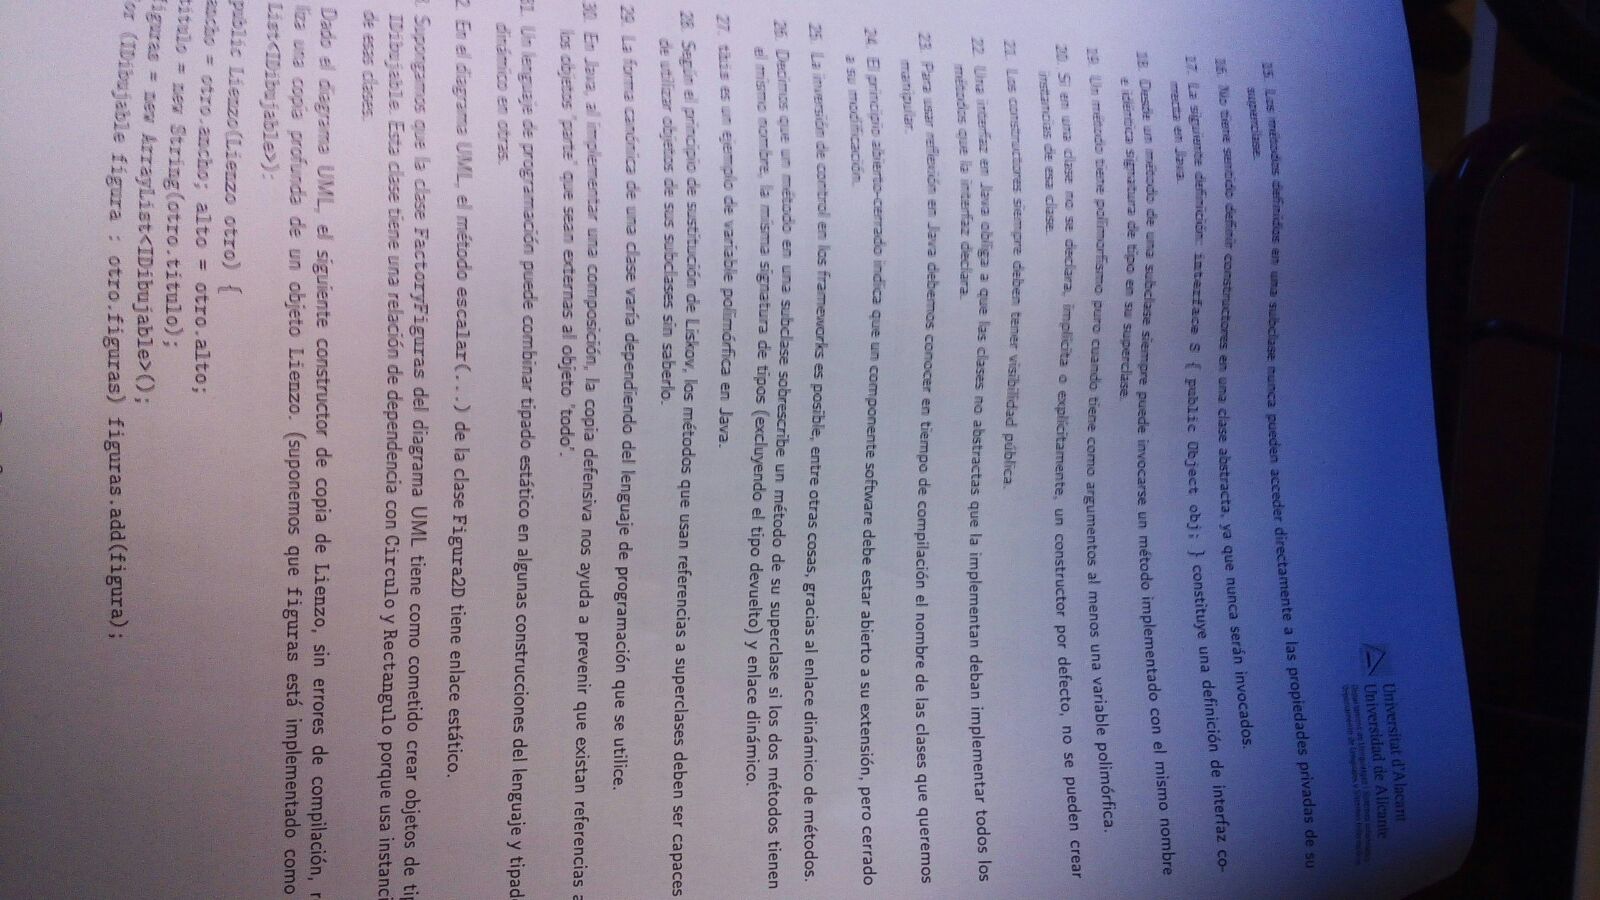 Universitat d'Alacant
Universidad de Alicante
Departament de Llenguatges i Sistemes Informàtics
Departamento de Lenguajes y Sistemas Informáticos
15. Los métodos definidos en una subclase nunca pueden acceder directamente a las propiedades privadas de su
superclase.
16. No tiene sentido definir constructores en una clase abstracta, ya que nunca serán invocados.
17. La siguiente definición: interface S { public Object obj; } constituye una definición de interfaz co-
rrecta en Java.
18. Desde un método de una subclase siempre puede invocarse un método implementado con el mismo nombre
e idéntica signatura de tipo en su superclase.
19. Un método tiene polimorfismo puro cuando tiene como argumentos al menos una variable polimórfica.
20. Si en una clase no se declara, implícita o explícitamente, un constructor por defecto, no se pueden crear
instancias de esa clase.
21. Los constructores siempre deben tener visibilidad pública.
22. Una interfaz en Java obliga a que las clases no abstractas que la implementan deban implementar todos los
métodos que la interfaz declara.
23. Para usar reflexión en Java debemos conocer en tiempo de compilación el nombre de las clases que queremos
manipular.
24. El principio abierto-cerrado indica que un componente software debe estar abierto a su extensión, pero cerrado
a su modificación.
25. La inversión de control en los frameworks es posible, entre otras cosas, gracias al enlace dinámico de métodos.
26. Decimos que un método en una subclase sobrescribe un método de su superclase si los dos métodos tienen
el mismo nombre, la misma signatura de tipos (excluyendo el tipo devuelto) y enlace dinámico.
27. this es un ejemplo de variable polimórfica en Java.
28. Según el principio de sustitución de Liskov, los métodos que usan referencias a superclases deben ser capaces
de utilizar objetos de sus subclases sin saberlo.
29. La forma canónica de una clase varía dependiendo del lenguaje de programación que se utilice.
30. En Java, al implementar una composición, la copia defensiva nos ayuda a prevenir que existan referencias a
los objetos 'parte' que sean externas al objeto 'todo'.
31. Un lenguaje de programación puede combinar tipado estático en algunas construcciones del lenguaje y tipad
dinámico en otras.
2. En el diagrama UML, el método escalar(...) de la clase Figura2D tiene enlace estático.
Supongamos que la clase FactoryFiguras del diagrama UML tiene como cometido crear objetos de tip
IDibujable. Esta clase tiene una relación de dependencia con Circulo y Rectangulo porque usa instanci
de esas clases.
Dado el diagrama UML, el siguiente constructor de copia de Lienzo, sin errores de compilación, r
liza una copia profunda de un objeto Lienzo. (suponemos que figuras está implementado como
List<IDibujable>):
public Lienzo(Lienzo otro) {
ancho = otro.ancho; alto = otro.alto;
titulo = new String(otro.titulo);
figuras = new ArrayList<IDibujable>();
or (IDibujable figura : otro.figuras) figuras.add(figura);